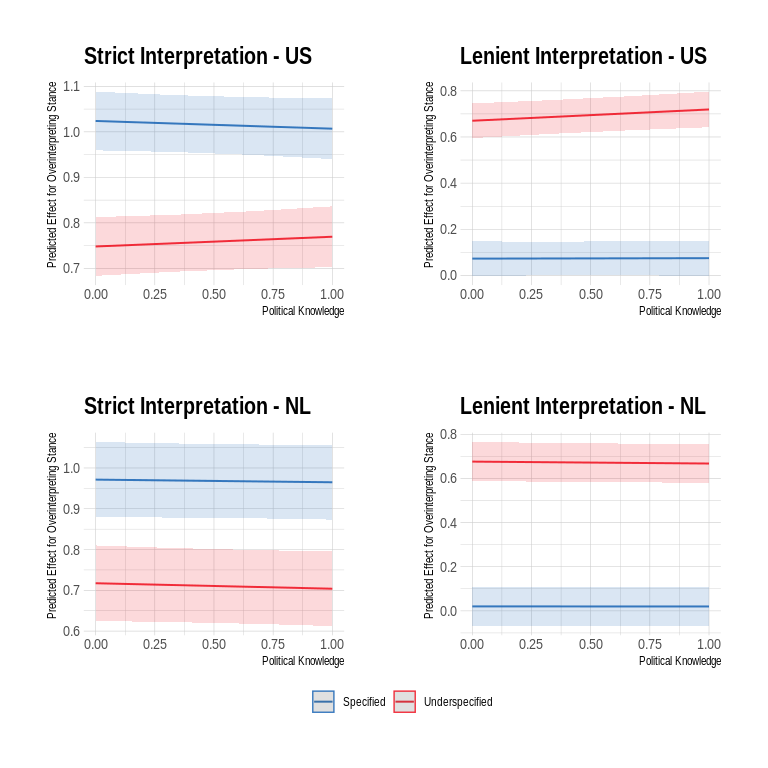 Strict Interpretation - US
Predicted Effect for Overinterpreting Stance
1.1
1.0
0.9
0.8
0.7
0.00 0.25 0.50 0.75 1.00
Political Knowledge
Lenient Interpretation - US
Predicted Effect for Overinterpreting Stance
0.8
0.6
0.4
0.2
0.0
0.00 0.25 0.50 0.75 1.00
Political Knowledge
Strict Interpretation - NL
Predicted Effect for Overinterpreting Stance
1.0
0.9
0.8
0.7
0.6
0.00 0.25 0.50 0.75 1.00
Political Knowledge
Lenient Interpretation - NL
Predicted Effect for Overinterpreting Stance
0.8
0.6
0.4
0.2
0.0
0.00 0.25 0.50 0.75 1.00
Political Knowledge
Specified Underspecified